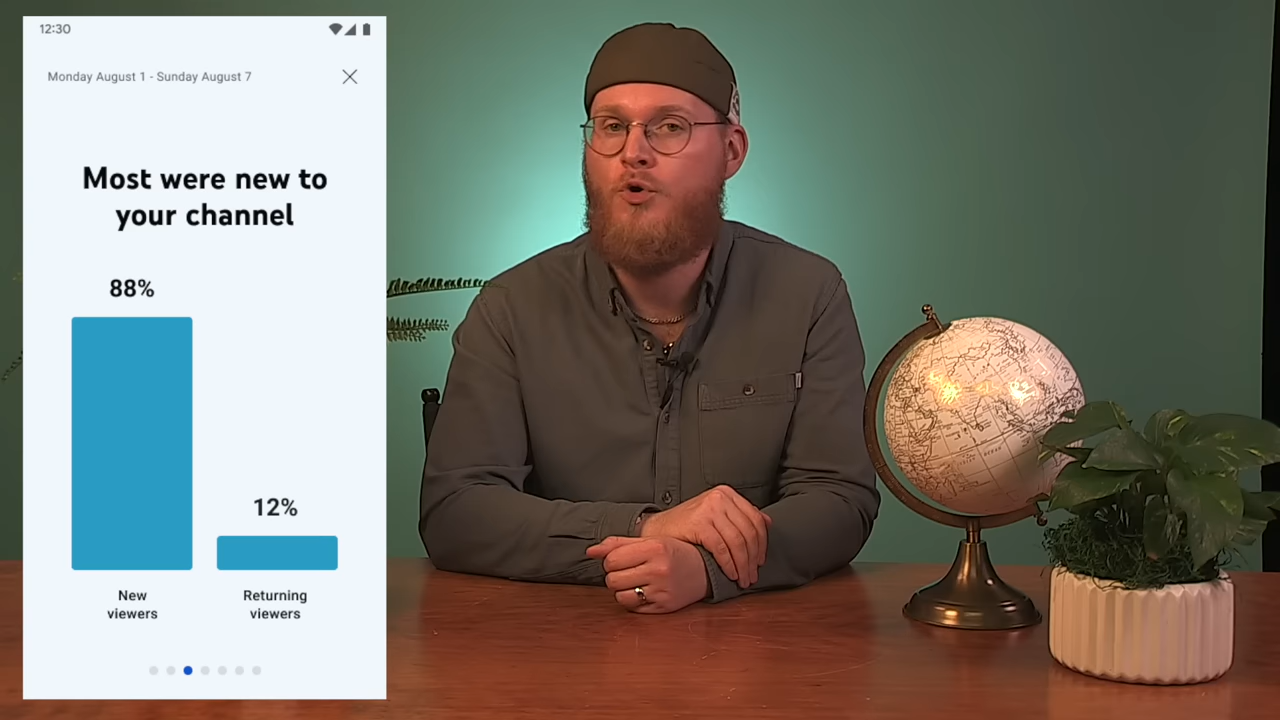 12:30
Monday August 1 - Sunday August 7
Most were new to
your channel
88%
12%
New
viewers
Returning
viewers